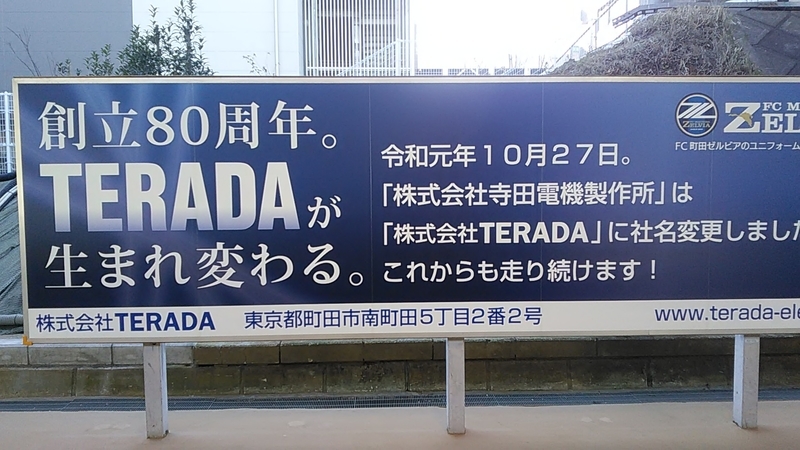 創立80周年。
TERADAが
生まれ変わる。
令和元年10月27日。
「株式会社寺田電機製作所」は
「株式会社TERADA」に社名変更しました
これからも走り続けます！
ZELVIA
FC M
ZEL
FC町田ゼルビアのユニフォーム
株式会社TERADA 東京都町田市南町田5丁目2番2号
www.terada-ele